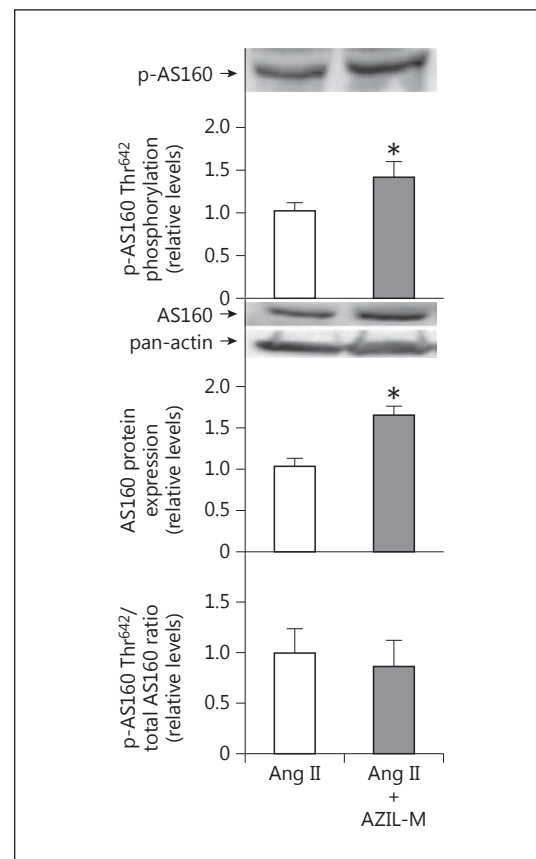 p-AS160
p-AS160 Thr⁶⁴²
phosphorylation
(relative levels)
2.0
1.5
1.0
0.5
0
*
AS160
pan-actin
AS160 protein
expression
(relative levels)
2.0
1.5
1.0
0.5
0
*
p-AS160 Thr⁶⁴²/
total AS160 ratio
(relative levels)
1.5
1.0
0.5
0
Ang II
Ang II
+
AZIL-M